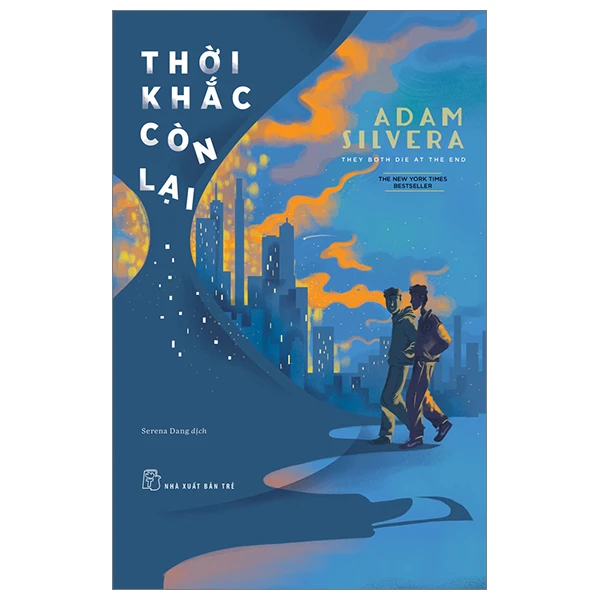 THỜI
KHẮC
CÒN
LẠI
ADAM
SILVERA
THEY BOTH DIE AT THE END
THE NEW YORK TIMES
BESTSELLER
Serena Dang dịch
NHÀ XUẤT BẢN TRẺ